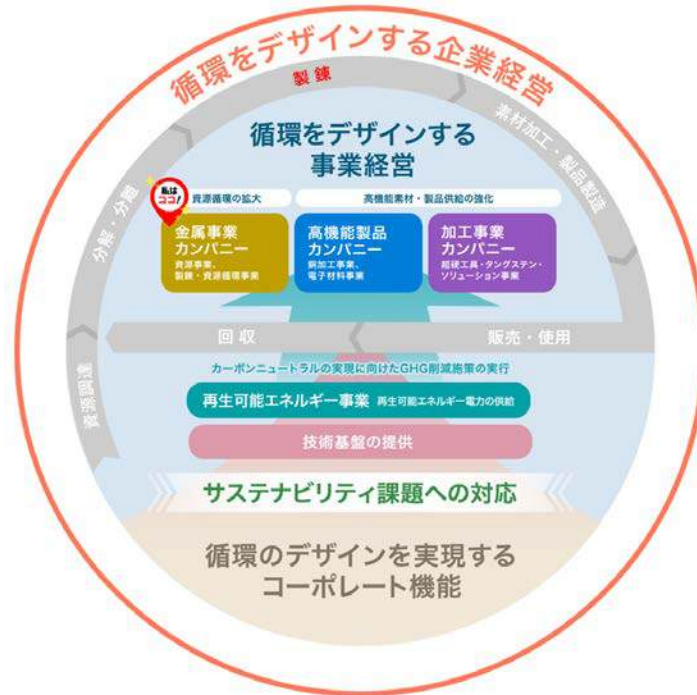 循環をデザインする企業経営
製錬
素材加工・製品製造
分解・分題
資源調達
循環をデザインする
事業経営
私は
ココ!
資源循環の拡大
高機能素材・製品供給の強化
金属事業
カンパニー
資源事業、
製錬・資源循環事業
高機能製品
カンパニー
銅加工事業、
電子材料事業
加工事業
カンパニー
超硬工具・タングステン・
ソリューション事業
回収
販売・使用
カーボンニュートラルの実現に向けたGHG削減施策の実行
再生可能エネルギー事業 再生可能エネルギー電力の供給
技術基盤の提供
サステナビリティ課題への対応
循環のデザインを実現する
コーポレート機能